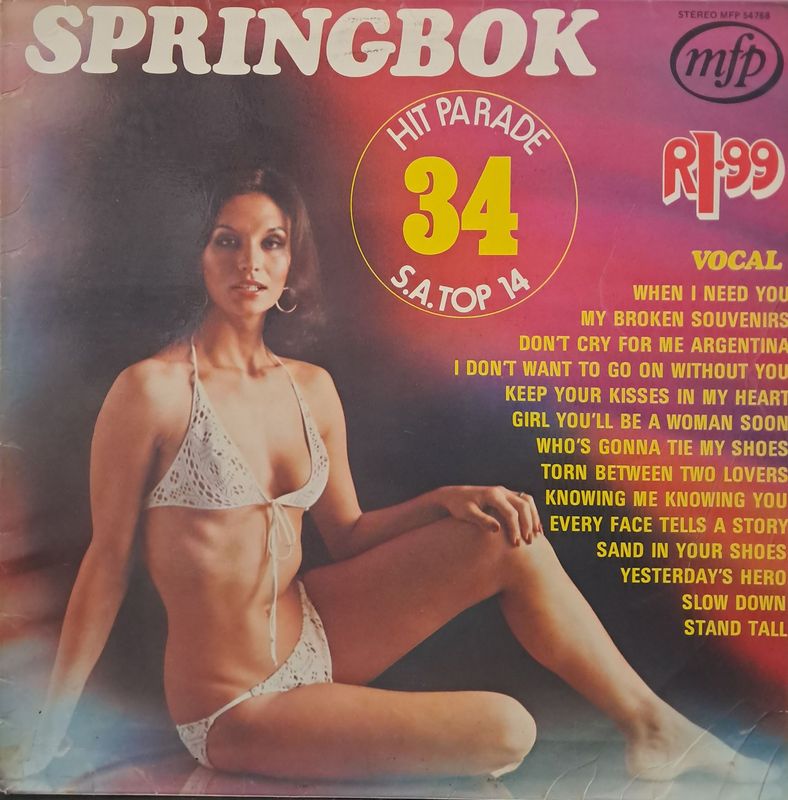 SPRINGBOK
STEREO MFP 54768
mfp
HIT PARADE
34
S.A. TOP 14
R1·99
VOCAL
WHEN I NEED YOU
MY BROKEN SOUVENIRS
DON'T CRY FOR ME ARGENTINA
I DON'T WANT TO GO ON WITHOUT YOU
KEEP YOUR KISSES IN MY HEART
GIRL YOU'LL BE A WOMAN SOON
WHO'S GONNA TIE MY SHOES
TORN BETWEEN TWO LOVERS
KNOWING ME KNOWING YOU
EVERY FACE TELLS A STORY
SAND IN YOUR SHOES
YESTERDAY'S HERO
SLOW DOWN
STAND TALL